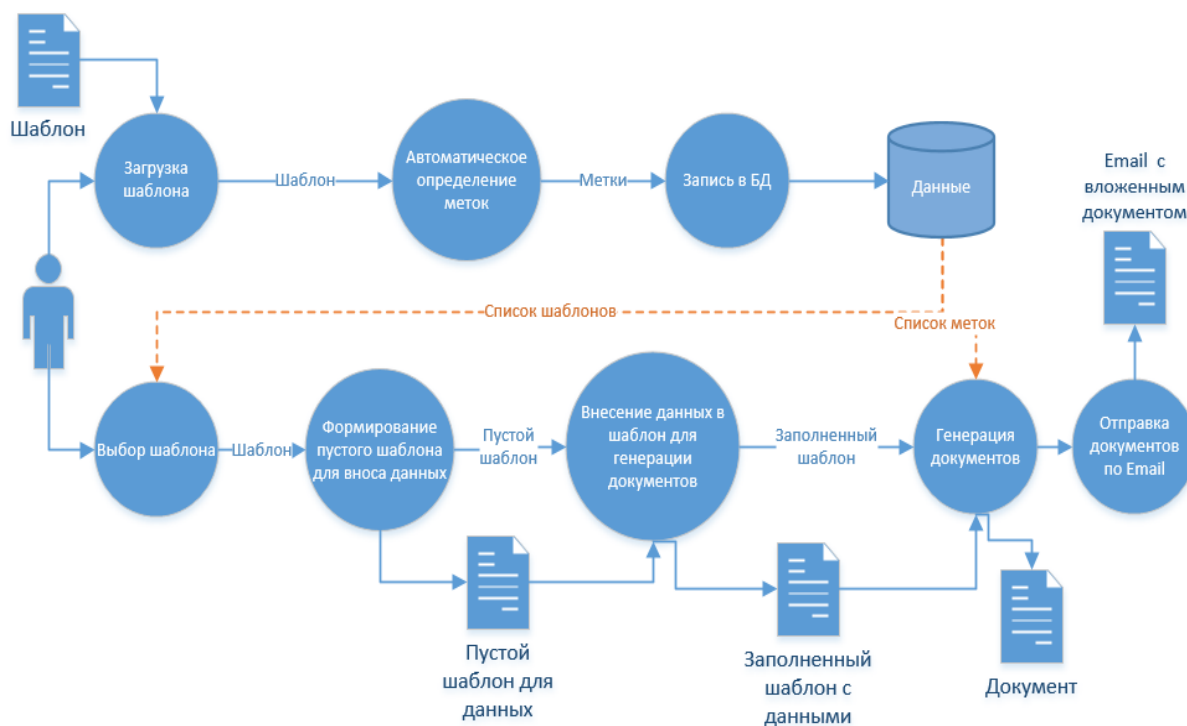 Шаблон
Загрузка
шаблона
Шаблон
Автоматическое
определение
меток
Метки
Запись в БД
Данные
Email с
вложенным
документом
Список шаблонов
Список меток
Выбор шаблона
Шаблон
Формирование
пустого шаблона
для вноса данных
Пустой
шаблон
Внесение данных в
шаблон для
генерации
документов
Заполненный
шаблон
Генерация
документов
Отправка
документов
по Email
Пустой
шаблон для
данных
Заполненный
шаблон с
данными
Документ